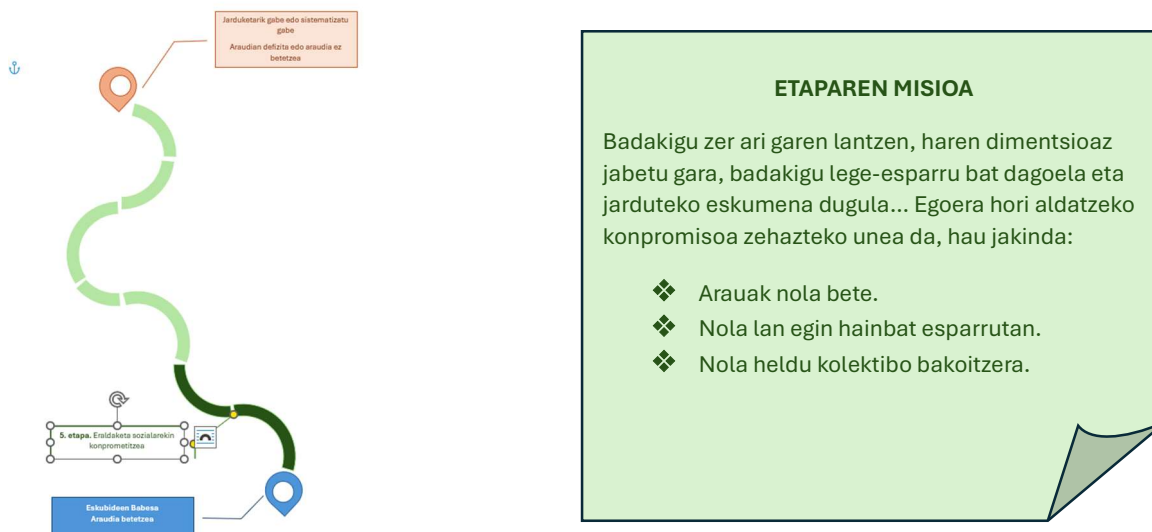 Jarduketarik gabe edo sistematizatu
gabe
Araudian defizita edo araudia ez
betetzea
5. etapa. Eraldaketa sozialarekin
konprometitzea
Eskubideen Babesa
Araudia betetzea
ETAPAREN MISIOA
Badakigu zer ari garen lantzen, haren dimentsioaz
jabetu gara, badakigu lege-esparru bat dagoela eta
jarduteko eskumena dugula... Egoera hori aldatzeko
konpromisoa zehazteko unea da, hau jakinda:
❖ Arauak nola bete.
❖ Nola lan egin hainbat esparrutan.
❖ Nola heldu kolektibo bakoitzera.